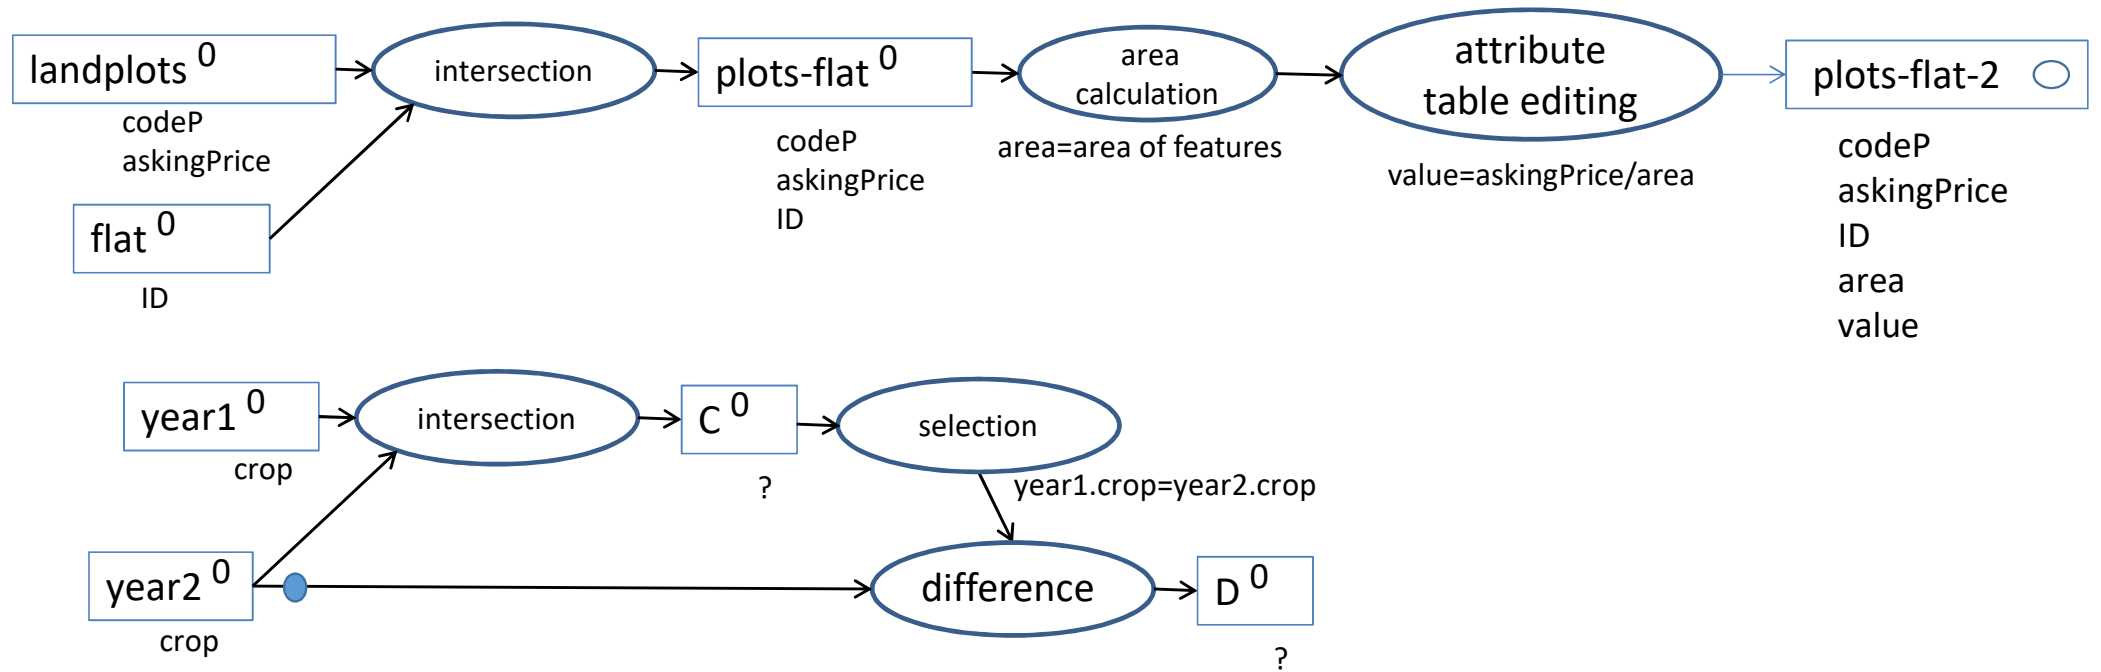 landplots 0
codeP
askingPrice
flat 0
ID
intersection
plots-flat 0
codeP
askingPrice
ID
area
calculation
area=area of features
attribute
table editing
value=askingPrice/area
plots-flat-2
codeP
askingPrice
ID
area
value
year1 0
crop
year2 0
crop
intersection
C 0
?
selection
year1.crop=year2.crop
difference
D 0
?